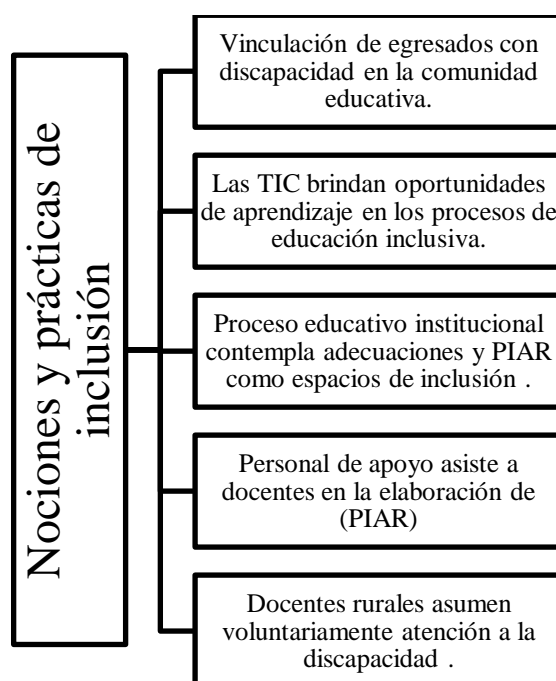 Nociones y prácticas de
inclusión
Vinculación de egresados con
discapacidad en la comunidad
educativa.
Las TIC brindan oportunidades
de aprendizaje en los procesos de
educación inclusiva.
Proceso educativo institucional
contempla adecuaciones y PIAR
como espacios de inclusión .
Personal de apoyo asiste a
docentes en la elaboración de
(PIAR)
Docentes rurales asumen
voluntariamente atención a la
discapacidad .